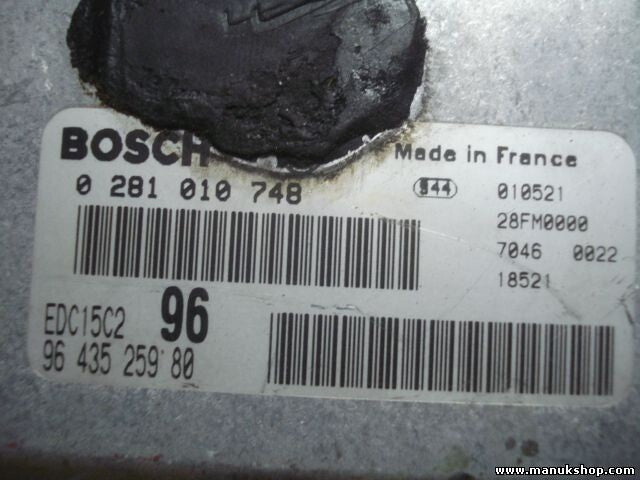 BOSCH
Made in France
0 281 010 748
944 010521
28FM0000
7046 0022
18521
EDC15C2 96
96 435 259 80
www.manukshop.com